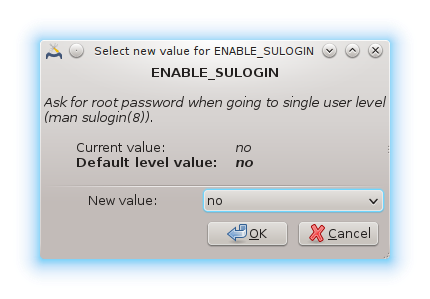 Select new value for ENABLE_SULOGIN
ENABLE_SULOGIN
Ask for root password when going to single user level
(man sulogin(8)).
Current value: no
Default level value: no
New value: no
OK Cancel